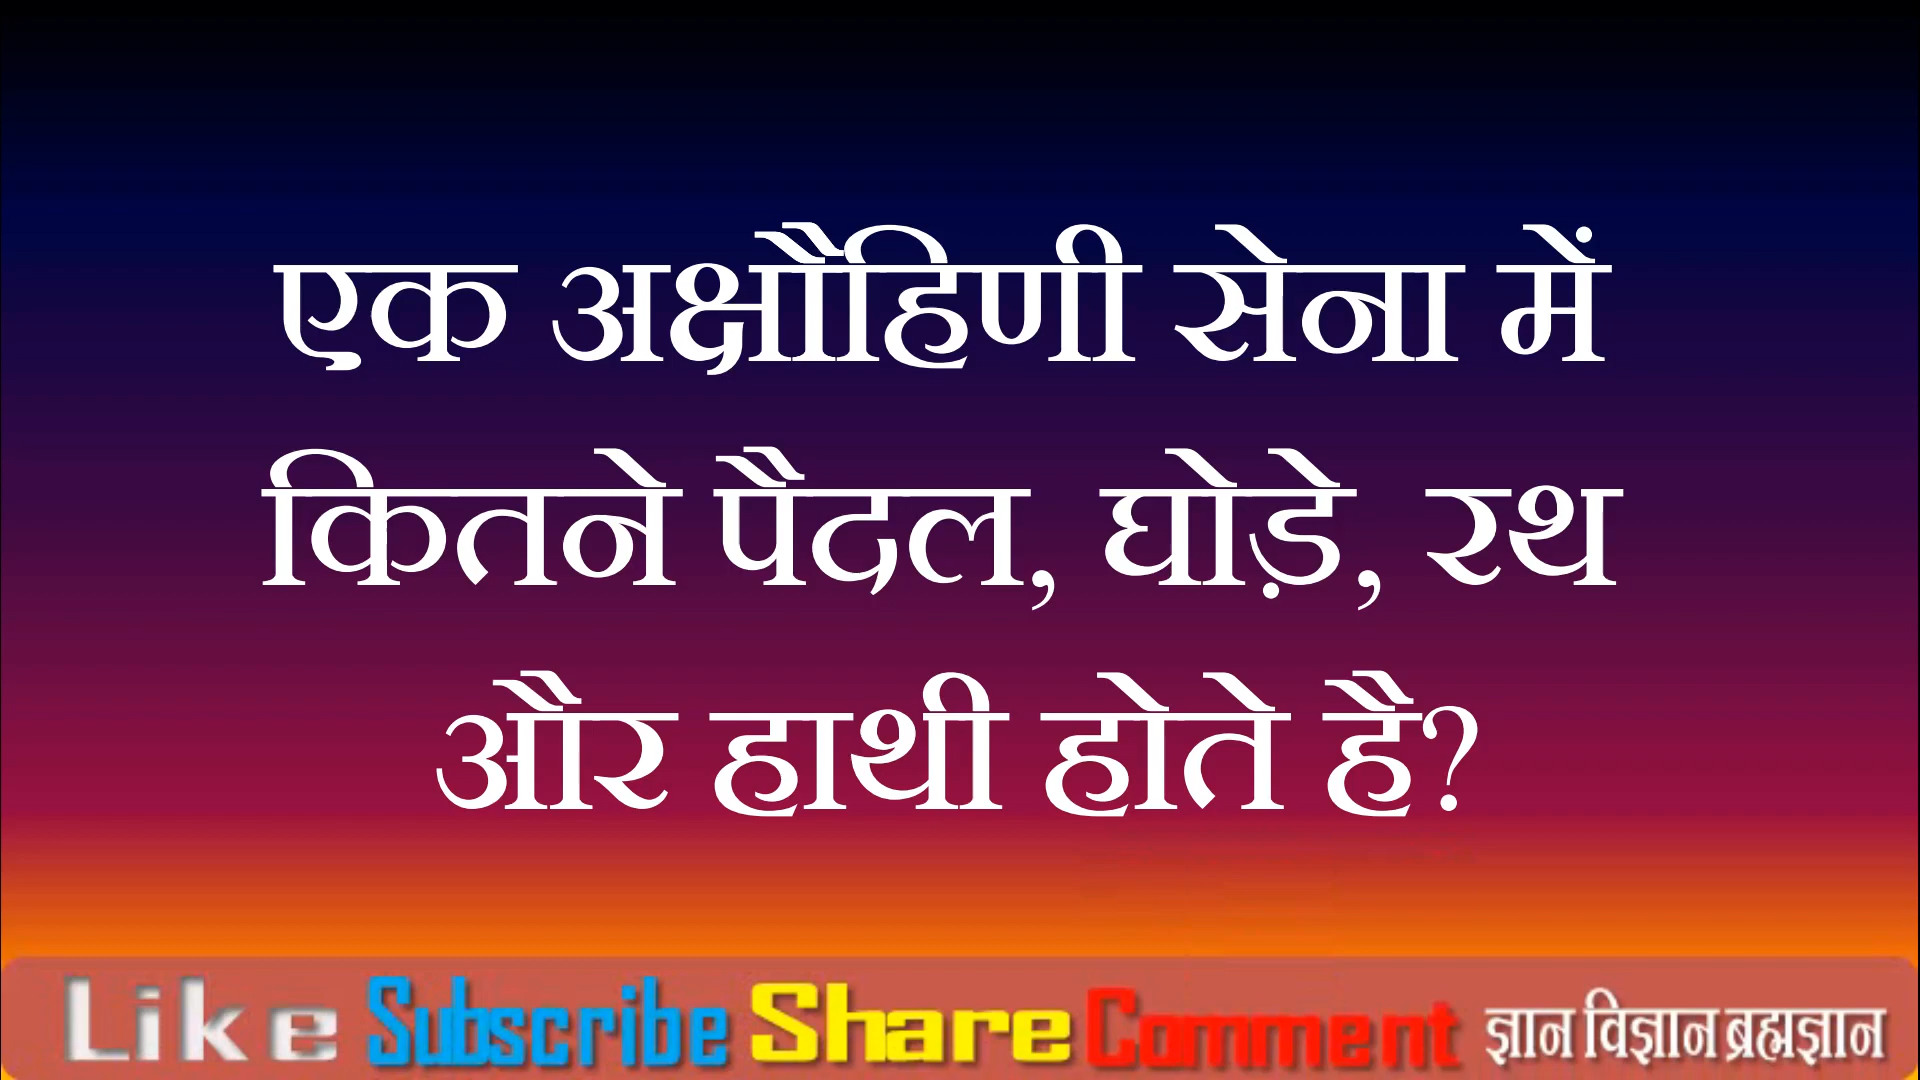 एक अक्षौहिणी सेना में
कितने पैदल, घोड़े, रथ
और हाथी होते है?
Like Subscribe Share Comment ज्ञान विज्ञान ब्रह्मज्ञान